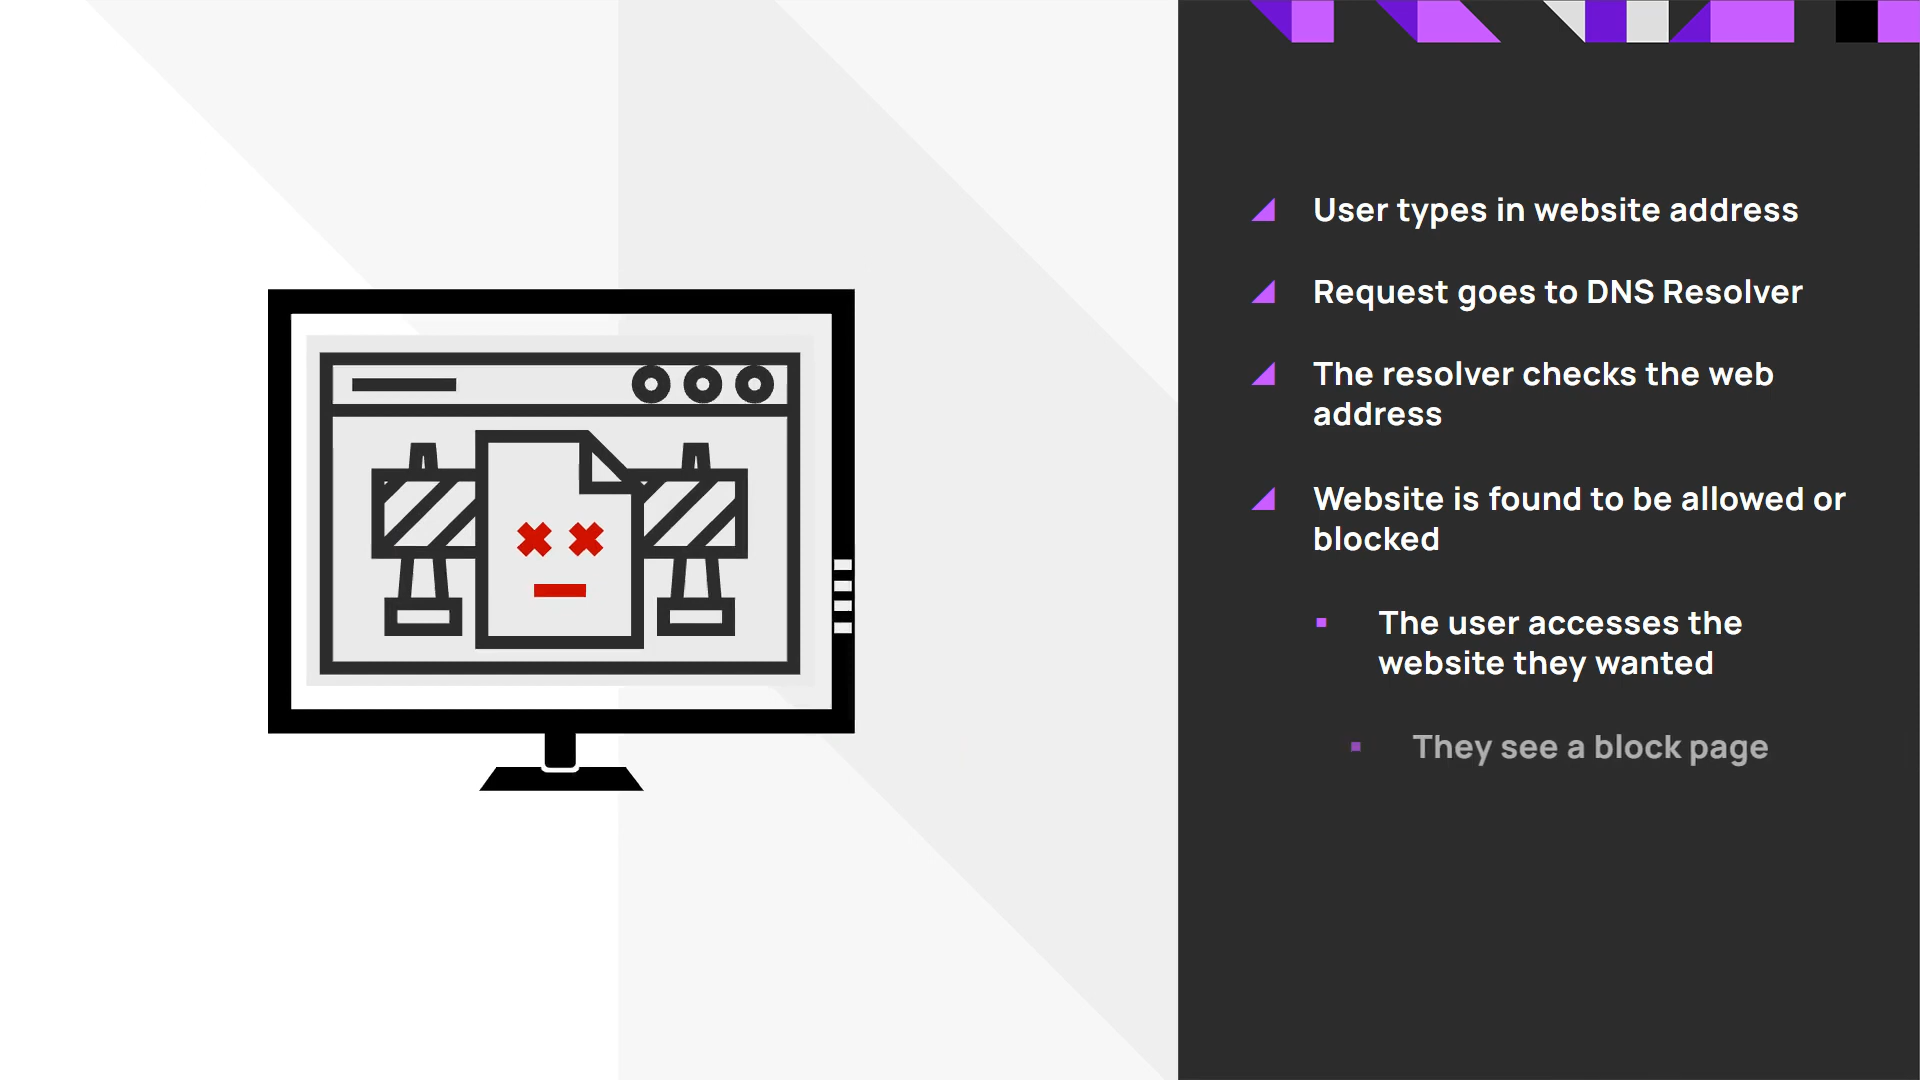 User types in website address
Request goes to DNS Resolver
The resolver checks the web
address
Website is found to be allowed or
blocked
The user accesses the
website they wanted
They see a block page